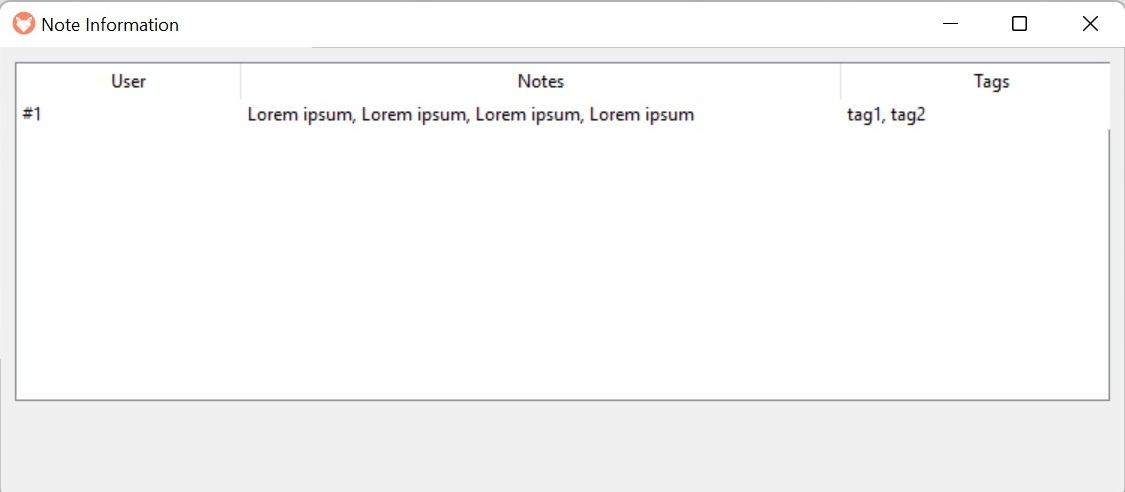 Note Information
User Notes Tags
#1 Lorem ipsum, Lorem ipsum, Lorem ipsum, Lorem ipsum tag1, tag2